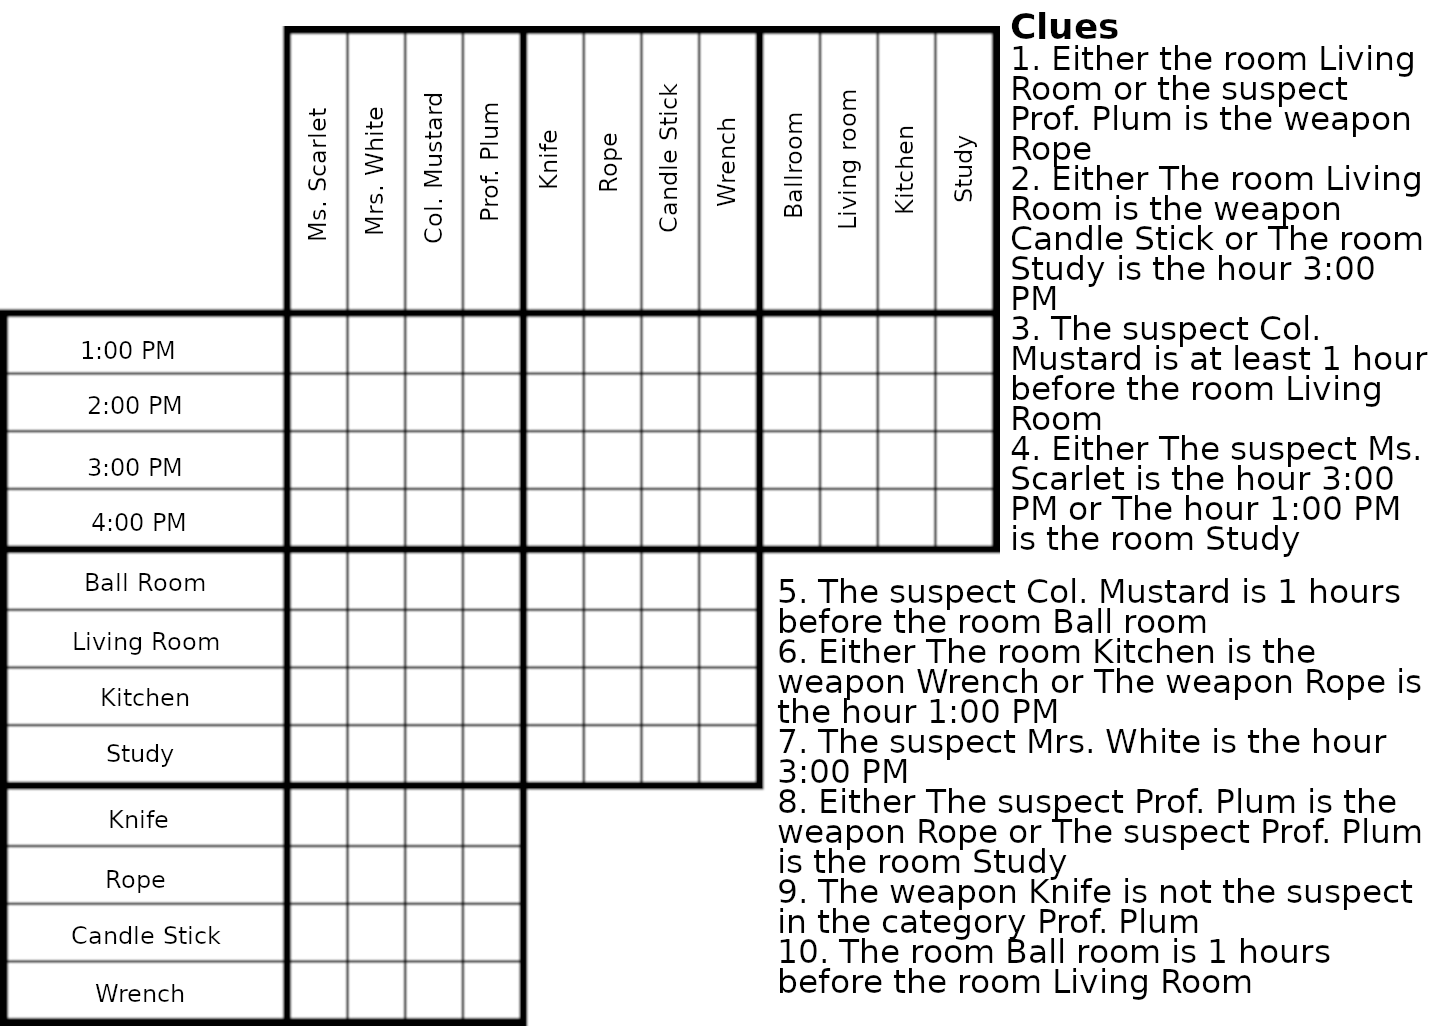 Clues
1. Either the room Living
Room or the suspect
Prof. Plum is the weapon
Rope
2. Either The room Living
Room is the weapon
Candle Stick or The room
Study is the hour 3:00
PM
3. The suspect Col.
Mustard is at least 1 hour
before the room Living
Room
4. Either The suspect Ms.
Scarlet is the hour 3:00
PM or The hour 1:00 PM
is the room Study
5. The suspect Col. Mustard is 1 hours
before the room Ball room
6. Either The room Kitchen is the
weapon Wrench or The weapon Rope is
the hour 1:00 PM
7. The suspect Mrs. White is the hour
3:00 PM
8. Either The suspect Prof. Plum is the
weapon Rope or The suspect Prof. Plum
is the room Study
9. The weapon Knife is not the suspect
in the category Prof. Plum
10. The room Ball room is 1 hours
before the room Living Room
Ms. Scarlet
Mrs. White
Col. Mustard
Prof. Plum
Knife
Rope
Candle Stick
Wrench
Ballroom
Living room
Kitchen
Study
1:00 PM
2:00 PM
3:00 PM
4:00 PM
Ball Room
Living Room
Kitchen
Study
Knife
Rope
Candle Stick
Wrench